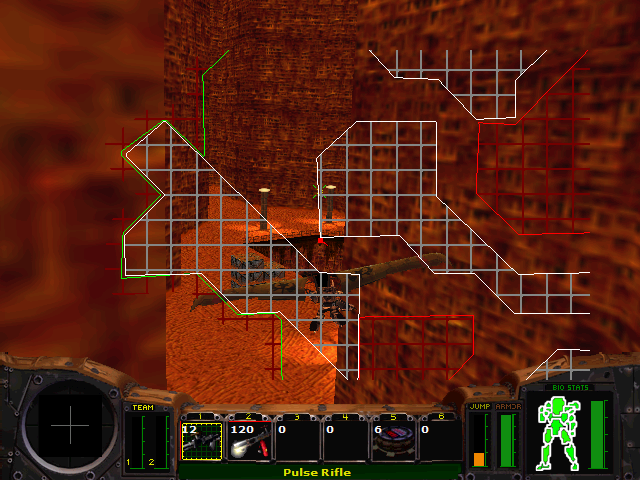 BIO STATS
TEAM
1 2 3 4 5 6
JUMP ARMOR
12 120 0 0 6 0
1 2
Pulse Rifle